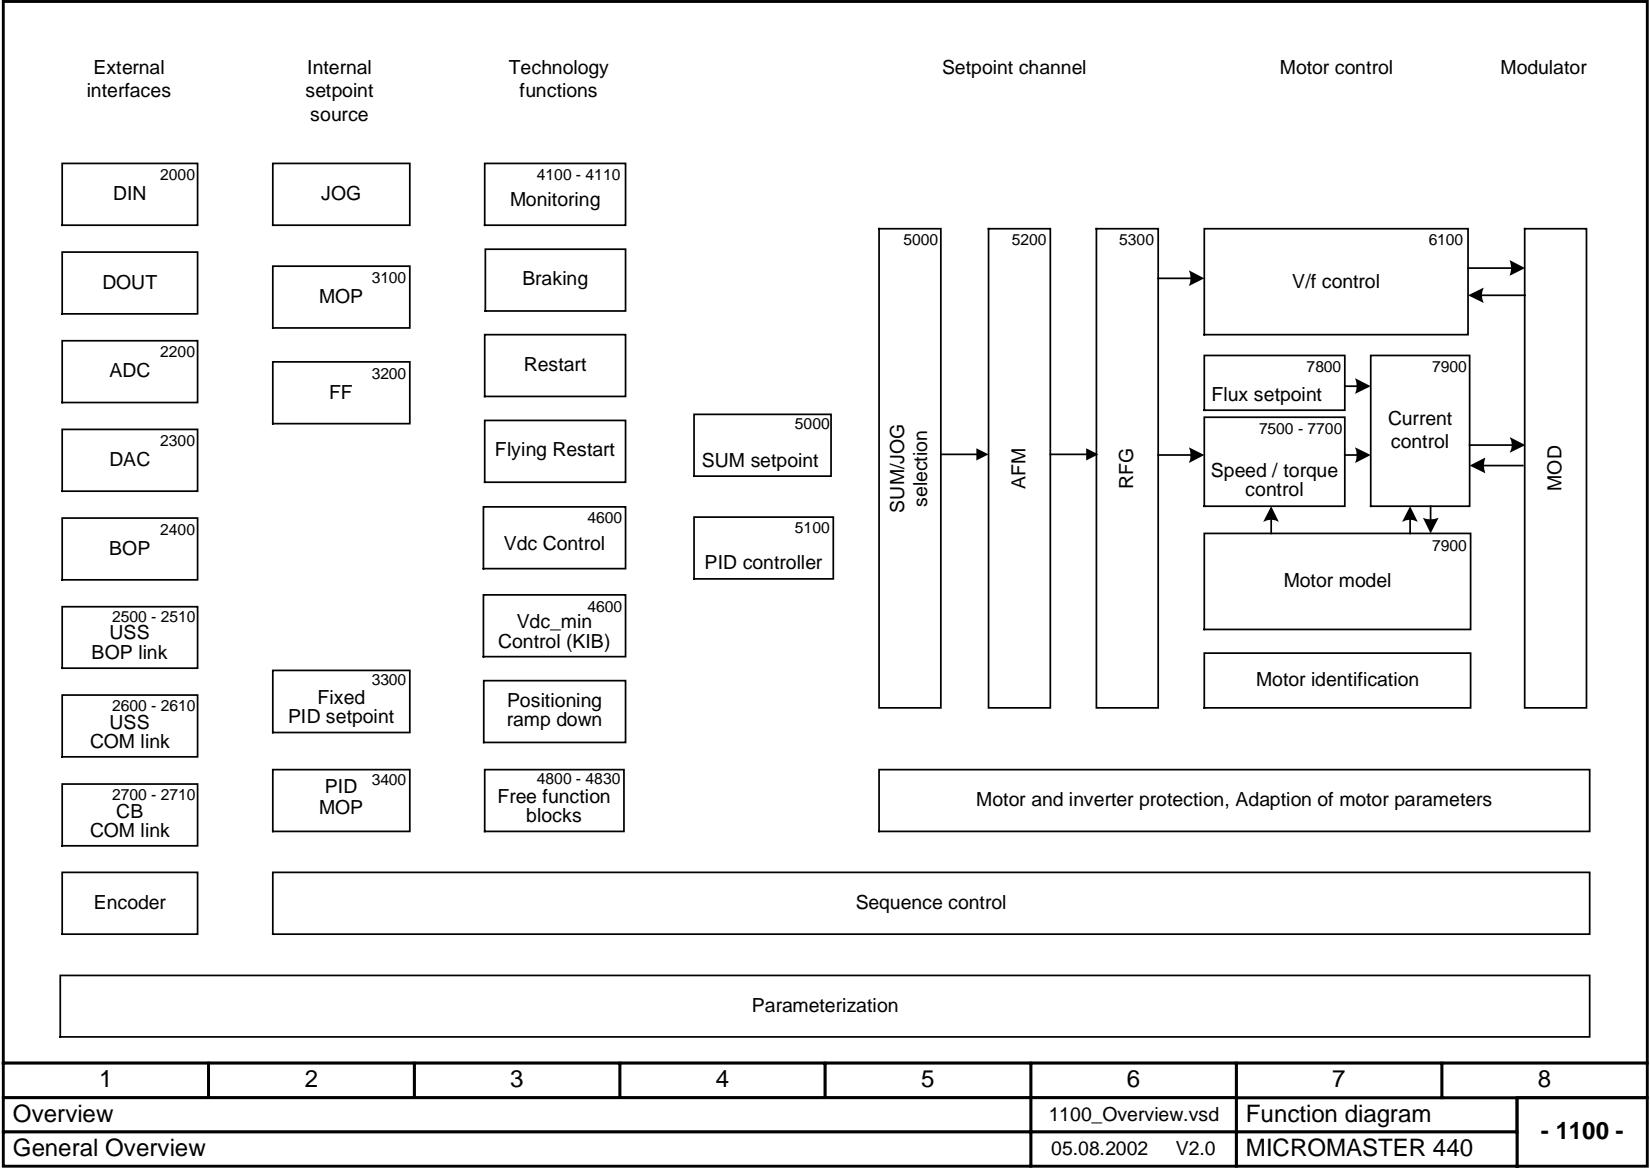 External
interfaces
Internal
setpoint
source
Technology
functions
Setpoint channel
Motor control
Modulator
2000
DIN
DOUT
2200
ADC
2300
DAC
2400
BOP
2500 - 2510
USS
BOP link
2600 - 2610
USS
COM link
2700 - 2710
CB
COM link
Encoder
JOG
3100
MOP
3200
FF
3300
Fixed
PID setpoint
3400
PID
MOP
4100 - 4110
Monitoring
Braking
Restart
Flying Restart
4600
Vdc Control
4600
Vdc_min
Control (KIB)
Positioning
ramp down
4800 - 4830
Free function
blocks
5000
SUM setpoint
5100
PID controller
5000
SUM/JOG
selection
5200
AFM
5300
RFG
6100
V/f control
7800
Flux setpoint
7500 - 7700
Speed / torque
control
7900
Current
control
7900
Motor model
Motor identification
MOD
Motor and inverter protection, Adaption of motor parameters
Sequence control
Parameterization
1 2 3 4 5 6 7 8
Overview
1100_Overview.vsd
Function diagram
- 1100 -
General Overview
05.08.2002 V2.0
MICROMASTER 440